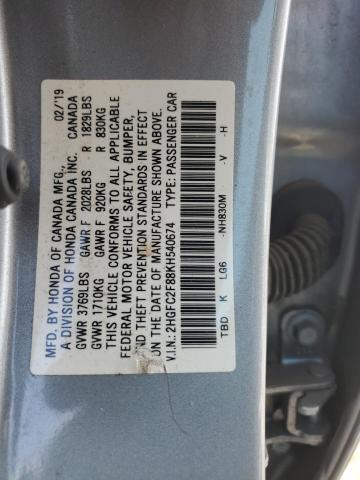 MFD. BY HONDA OF CANADA MFG., 02/'19
A DIVISION OF HONDA CANADA INC. CANADA
GVWR 3769LBS GAWR F 2028LBS R 1829LBS
GVWR 1710KG GAWR F 920KG R 830KG
THIS VEHICLE CONFORMS TO ALL APPLICABLE
FEDERAL MOTOR VEHICLE SAFETY, BUMPER,
AND THEFT PREVENTION STANDARDS IN EFFECT
ON THE DATE OF MANUFACTURE SHOWN ABOVE.
V.I.N.: 2HGFC2F88KH540674 TYPE: PASSENGER CAR
TBD K LG6 -NH830M -V -H